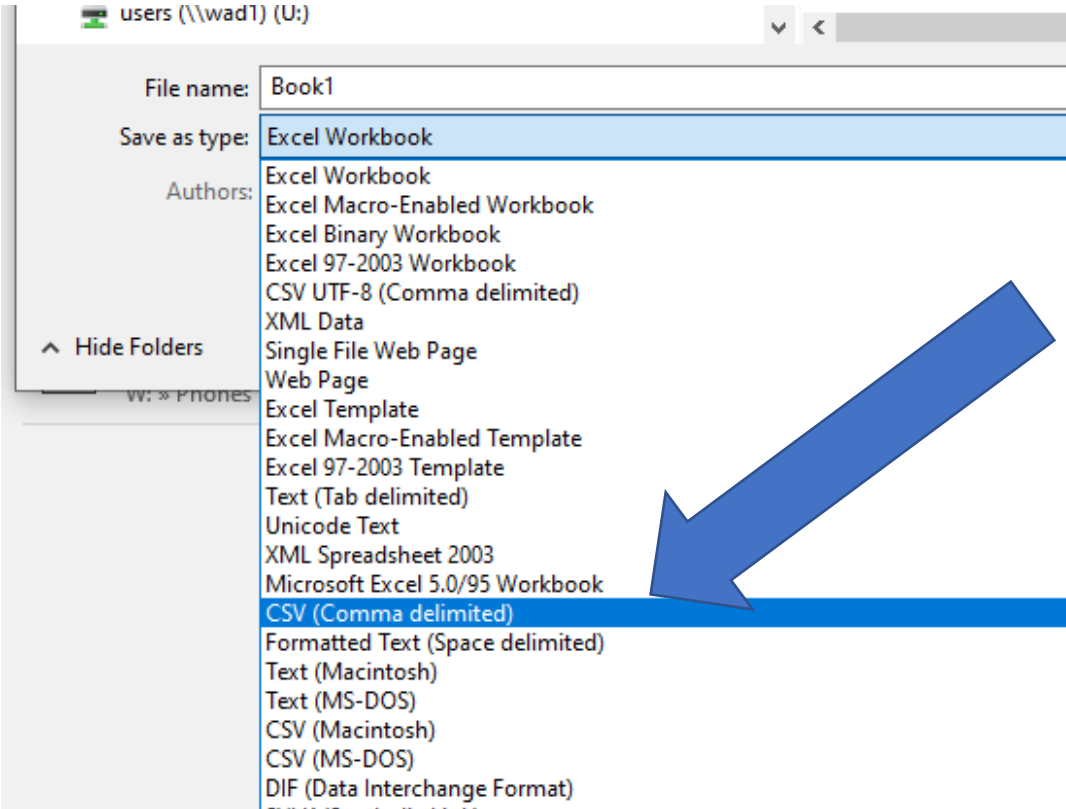 users (\\wad1) (U:)
File name: Book1
Save as type: Excel Workbook
Authors:
Excel Workbook
Excel Macro-Enabled Workbook
Excel Binary Workbook
Excel 97-2003 Workbook
CSV UTF-8 (Comma delimited)
XML Data
Hide Folders
Single File Web Page
Web Page
W: » Phones
Excel Template
Excel Macro-Enabled Template
Excel 97-2003 Template
Text (Tab delimited)
Unicode Text
XML Spreadsheet 2003
Microsoft Excel 5.0/95 Workbook
CSV (Comma delimited)
Formatted Text (Space delimited)
Text (Macintosh)
Text (MS-DOS)
CSV (Macintosh)
CSV (MS-DOS)
DIF (Data Interchange Format)